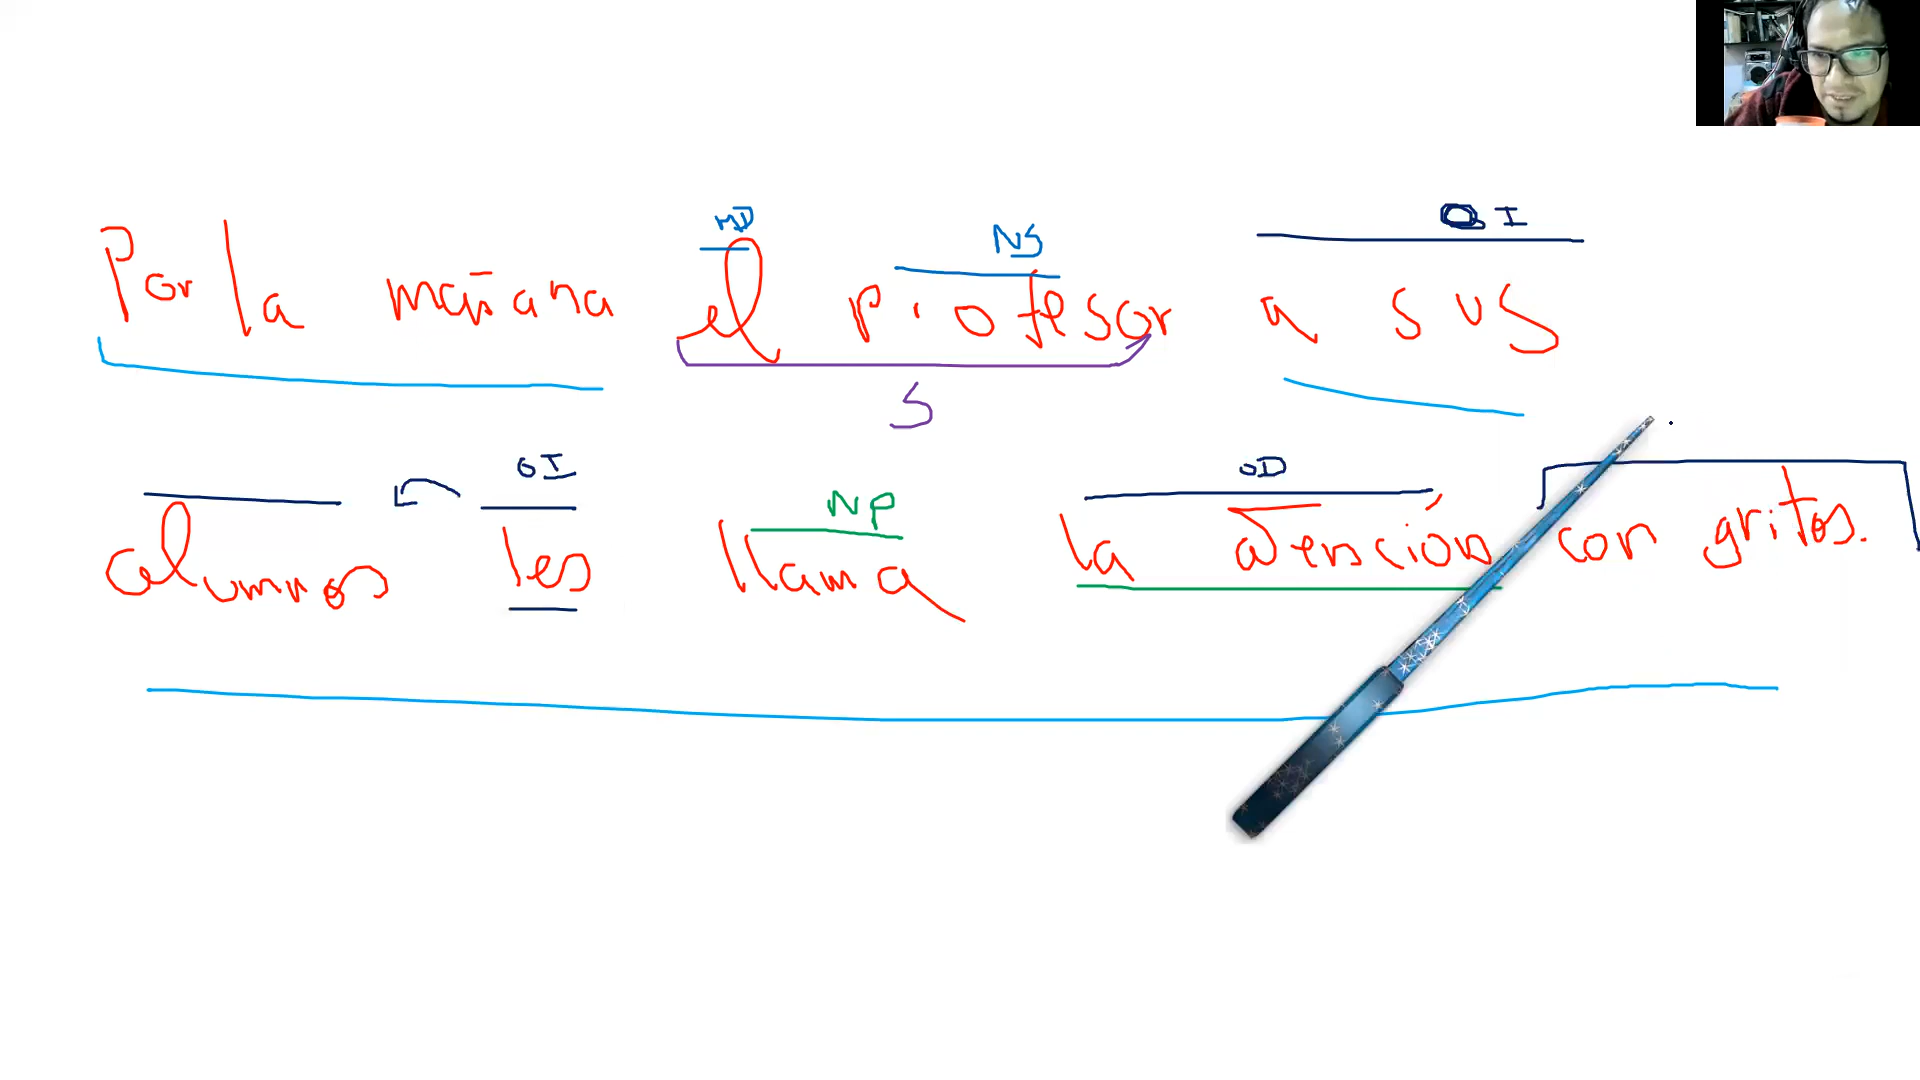 MD NS OI
Por la mañana el profesor a sus
S
OI NP OD
alumnos les llama la atención con gritos.